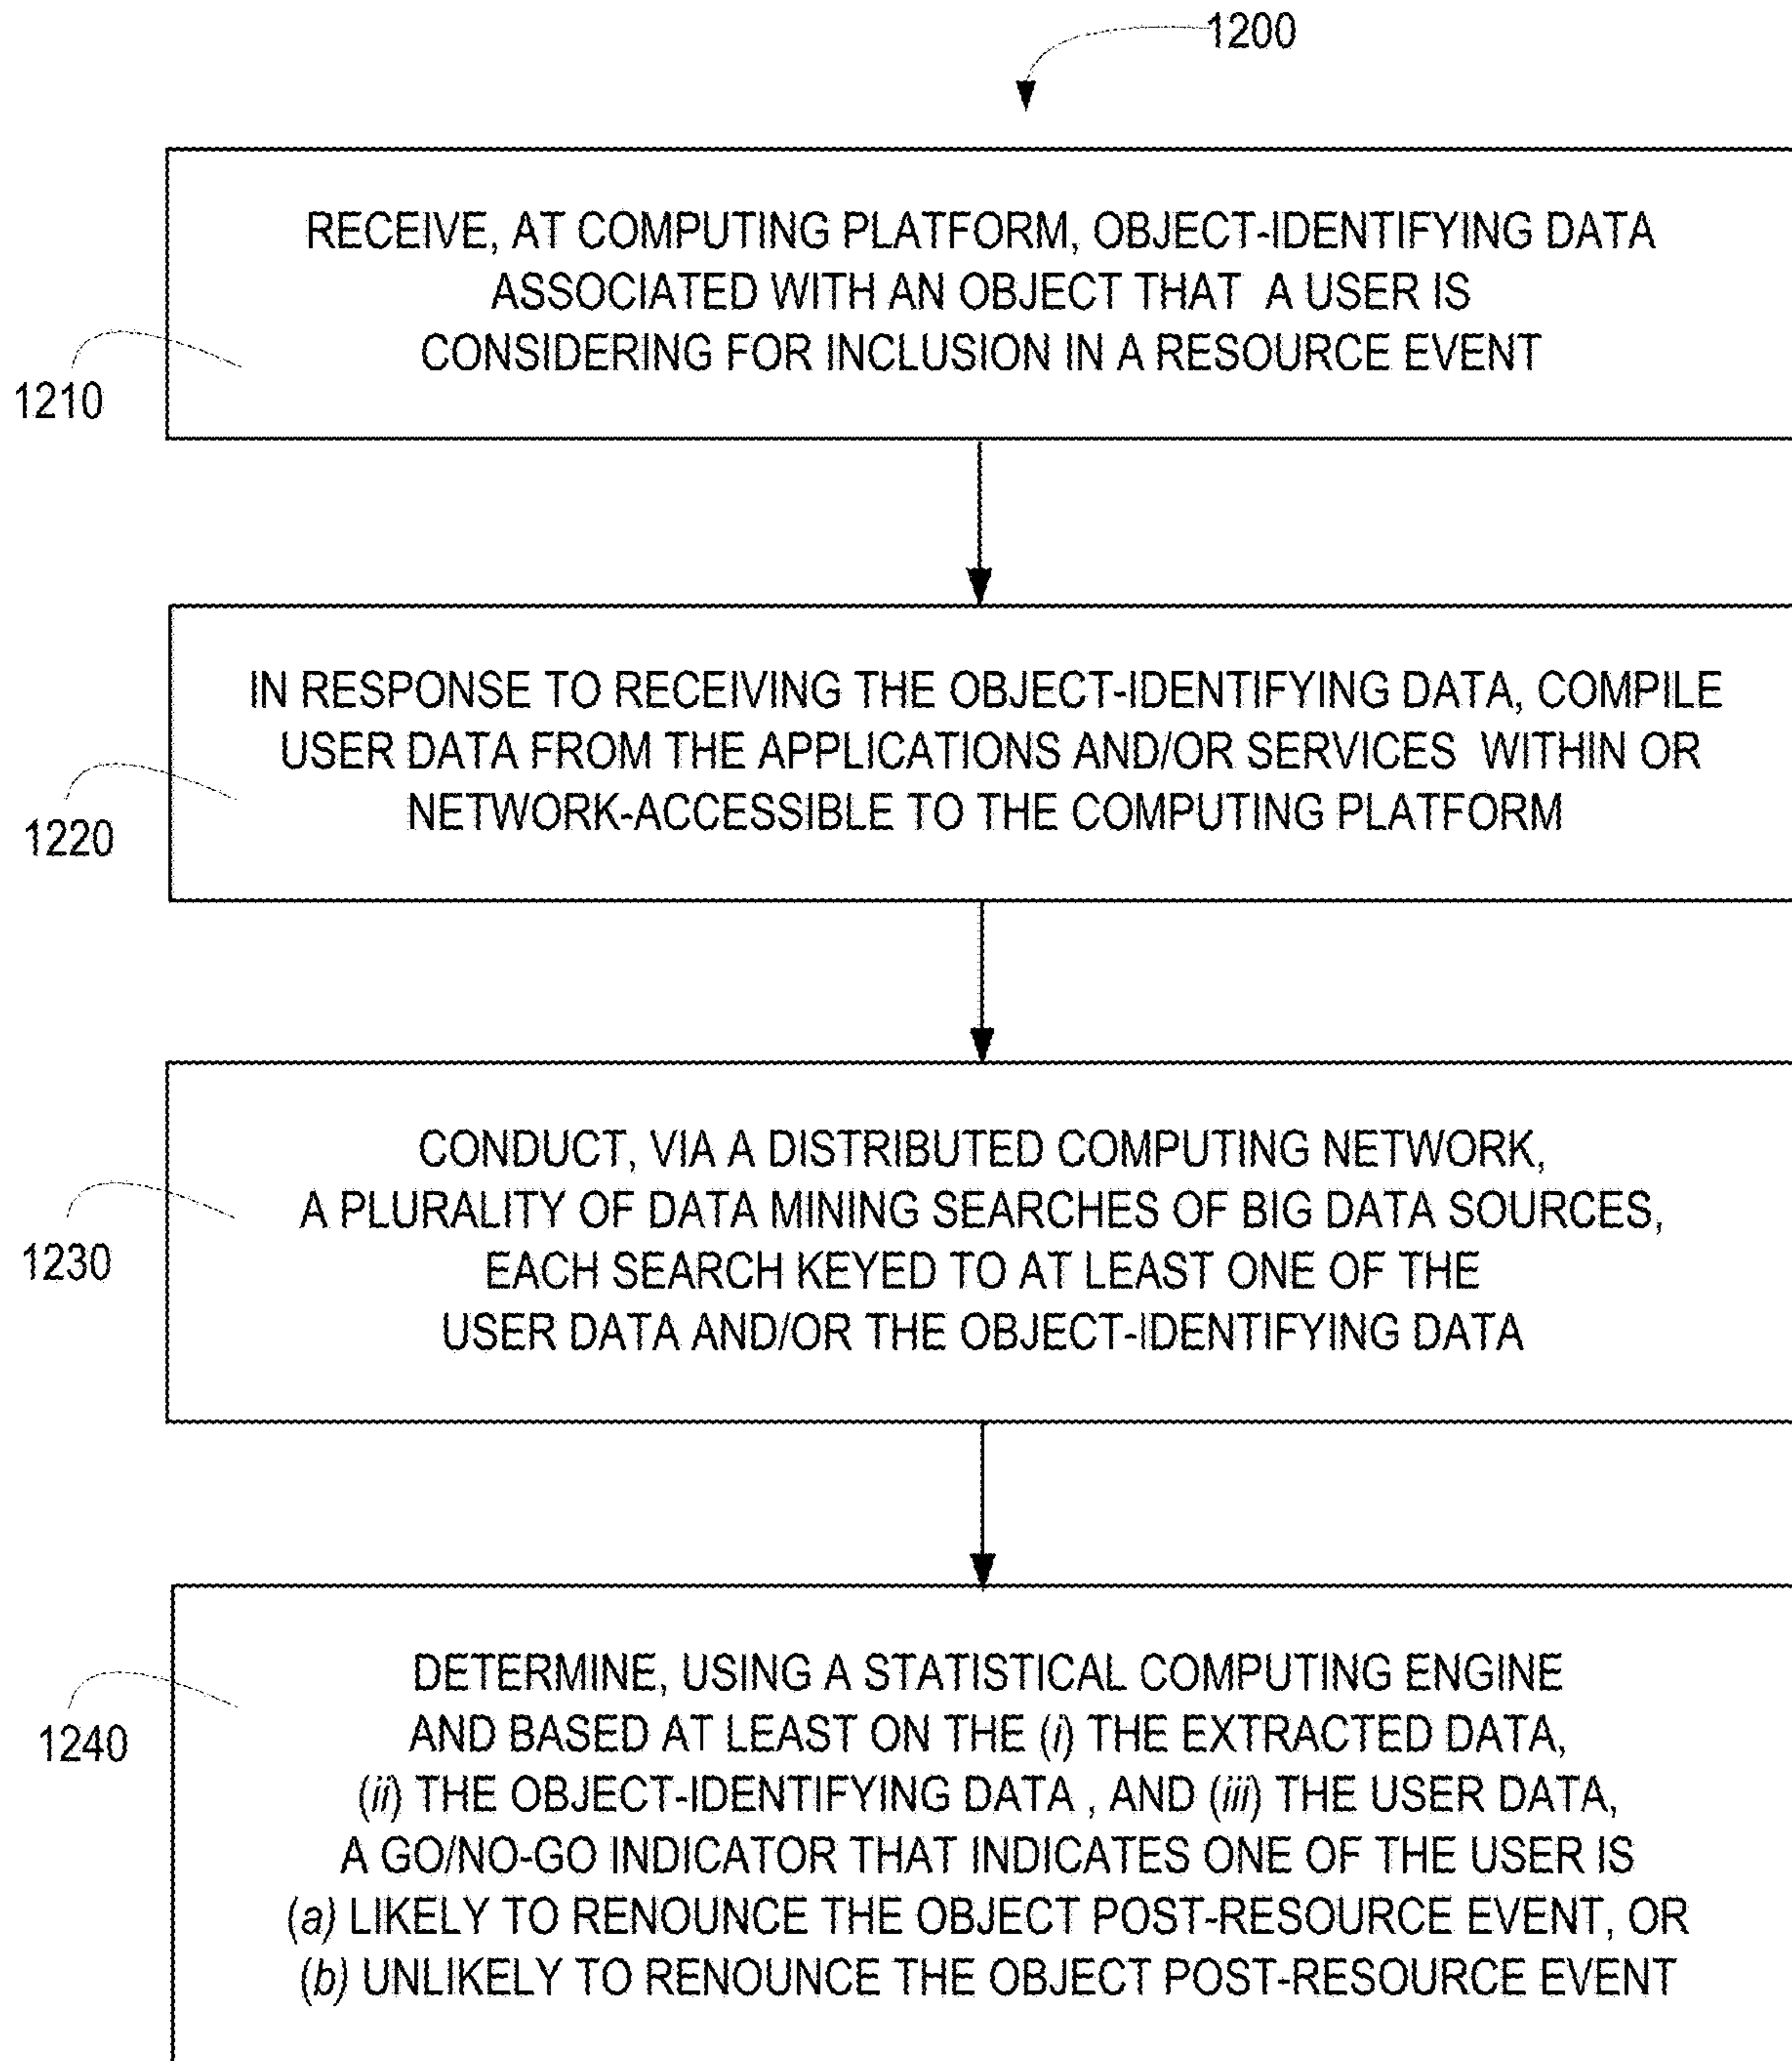 1200
RECEIVE, AT COMPUTING PLATFORM, OBJECT-IDENTIFYING DATA
ASSOCIATED WITH AN OBJECT THAT A USER IS
CONSIDERING FOR INCLUSION IN A RESOURCE EVENT
1210
IN RESPONSE TO RECEIVING THE OBJECT-IDENTIFYING DATA, COMPILE
USER DATA FROM THE APPLICATIONS AND/OR SERVICES WITHIN OR
NETWORK-ACCESSIBLE TO THE COMPUTING PLATFORM
1220
CONDUCT, VIA A DISTRIBUTED COMPUTING NETWORK,
A PLURALITY OF DATA MINING SEARCHES OF BIG DATA SOURCES,
EACH SEARCH KEYED TO AT LEAST ONE OF THE
USER DATA AND/OR THE OBJECT-IDENTIFYING DATA
1230
DETERMINE, USING A STATISTICAL COMPUTING ENGINE
AND BASED AT LEAST ON THE (i) THE EXTRACTED DATA,
(ii) THE OBJECT-IDENTIFYING DATA , AND (iii) THE USER DATA,
A GO/NO-GO INDICATOR THAT INDICATES ONE OF THE USER IS
(a) LIKELY TO RENOUNCE THE OBJECT POST-RESOURCE EVENT, OR
(b) UNLIKELY TO RENOUNCE THE OBJECT POST-RESOURCE EVENT
1240